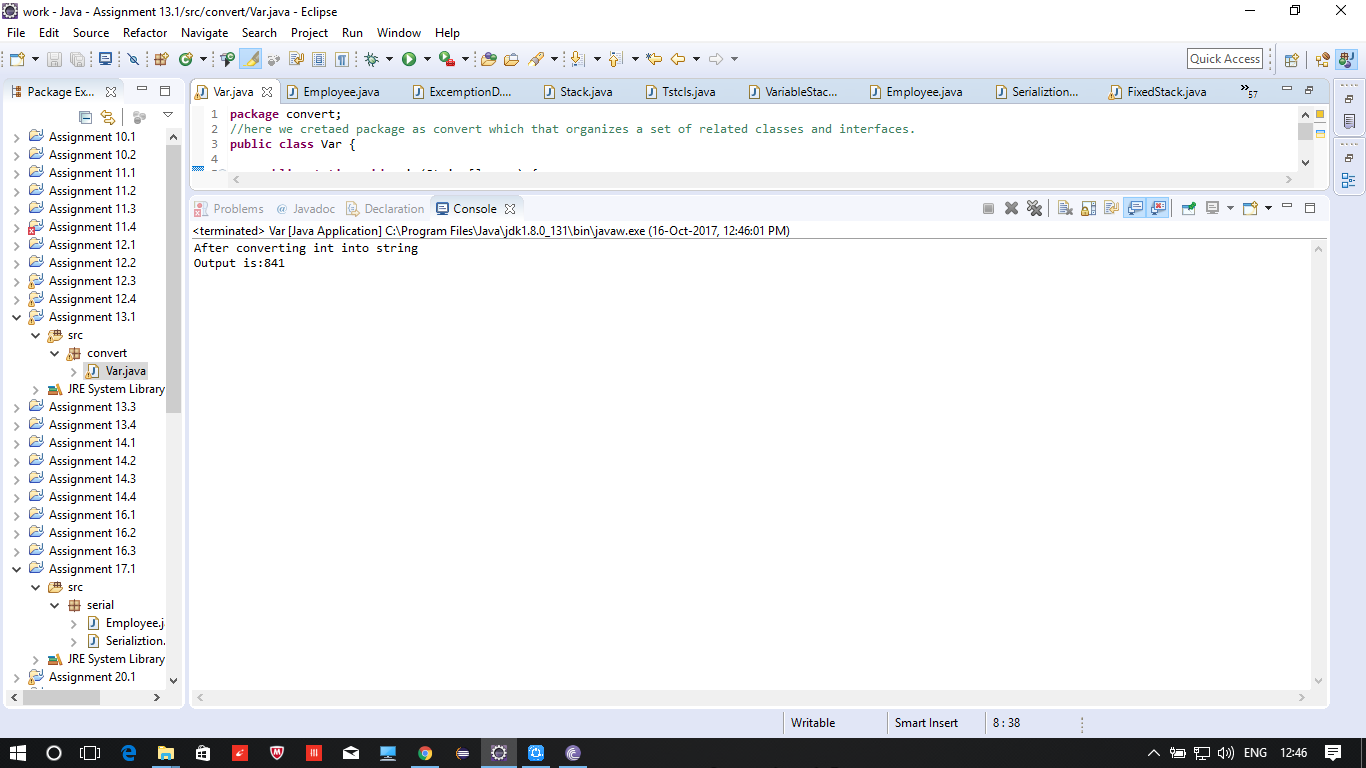 work - Java - Assignment 13.1/src/convert/Var.java - Eclipse
File Edit Source Refactor Navigate Search Project Run Window Help
Quick Access
Package Ex...
Assignment 10.1
Assignment 10.2
Assignment 11.1
Assignment 11.2
Assignment 11.3
Assignment 11.4
Assignment 12.1
Assignment 12.2
Assignment 12.3
Assignment 12.4
Assignment 13.1
src
convert
Var.java
JRE System Library
Assignment 13.3
Assignment 13.4
Assignment 14.1
Assignment 14.2
Assignment 14.3
Assignment 14.4
Assignment 16.1
Assignment 16.2
Assignment 16.3
Assignment 17.1
src
serial
Employee.j
Serializtion.
JRE System Library
Assignment 20.1
Var.java Employee.java ExcemptionD.... Stack.java Tstcls.java VariableStac... Employee.java Serializtion... FixedStack.java »57
1 package convert;
2 //here we cretaed package as convert which that organizes a set of related classes and interfaces.
3 public class Var {
4
Problems @ Javadoc Declaration Console
<terminated> Var [Java Application] C:\Program Files\Java\jdk1.8.0_131\bin\javaw.exe (16-Oct-2017, 12:46:01 PM)
After converting int into string
Output is:841
Writable Smart Insert 8 : 38
ENG 12:46